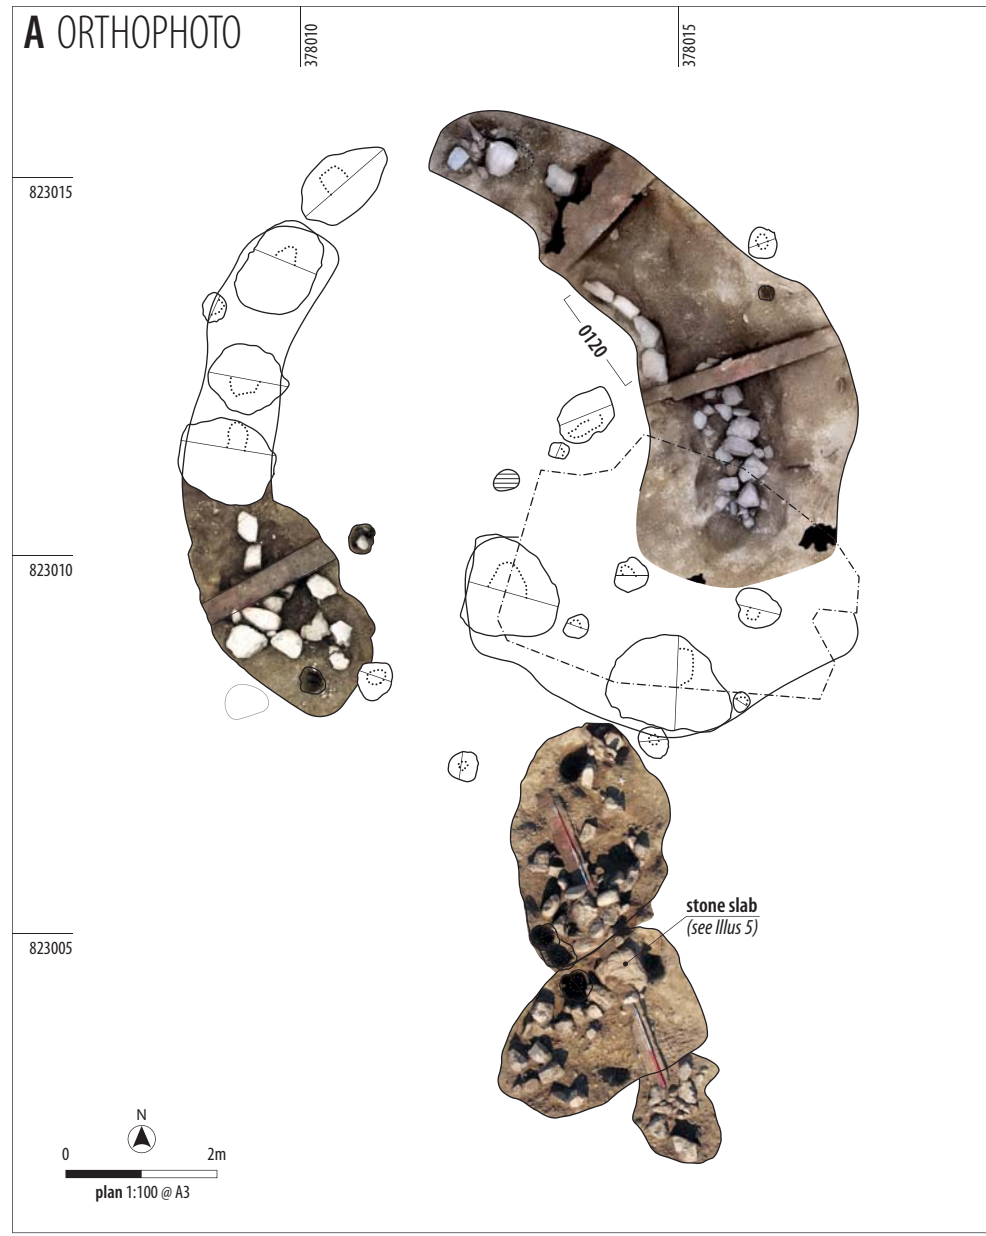 A ORTHOPHOTO
378010
378015
823015
0120
823010
stone slab
(see Illus 5)
823005
N
0 2m
plan 1:100 @ A3